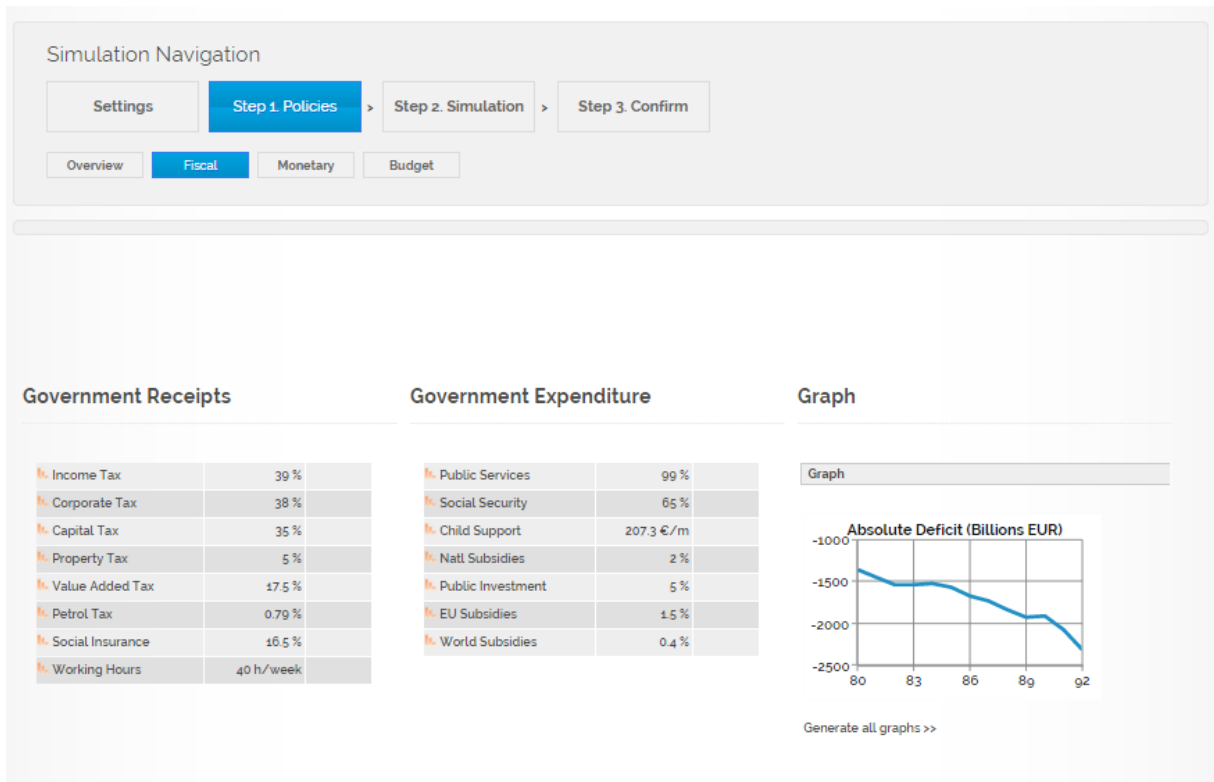 Simulation Navigation
Settings Step 1. Policies > Step 2. Simulation > Step 3. Confirm
Overview Fiscal Monetary Budget
Government Receipts
Income Tax 39 %
Corporate Tax 38 %
Capital Tax 35 %
Property Tax 5 %
Value Added Tax 17.5 %
Petrol Tax 0.79 %
Social Insurance 16.5 %
Working Hours 40 h/week
Government Expenditure
Public Services 99 %
Social Security 65 %
Child Support 207.3 €/m
Natl Subsidies 2 %
Public Investment 5 %
EU Subsidies 1.5 %
World Subsidies 0.4 %
Graph
Graph
Absolute Deficit (Billions EUR)
-1000
-1500
-2000
-2500
80 83 86 89 92
Generate all graphs >>